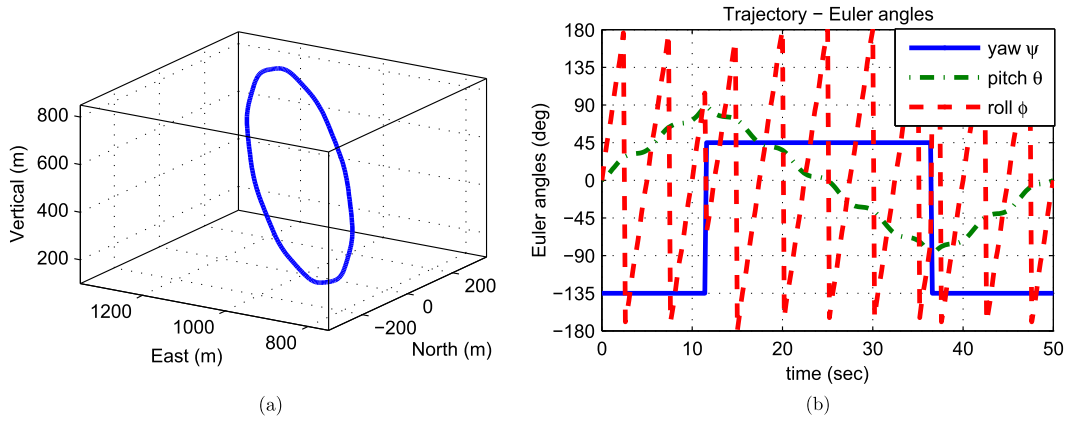 800
600
400
200
Vertical (m)
1200
1000
800
East (m)
−200
0
200
North (m)
(a)
Trajectory − Euler angles
180
135
90
45
0
−45
−90
−135
−180
Euler angles (deg)
yaw ψ
pitch θ
roll ϕ
0
10
20
30
40
50
time (sec)
(b)